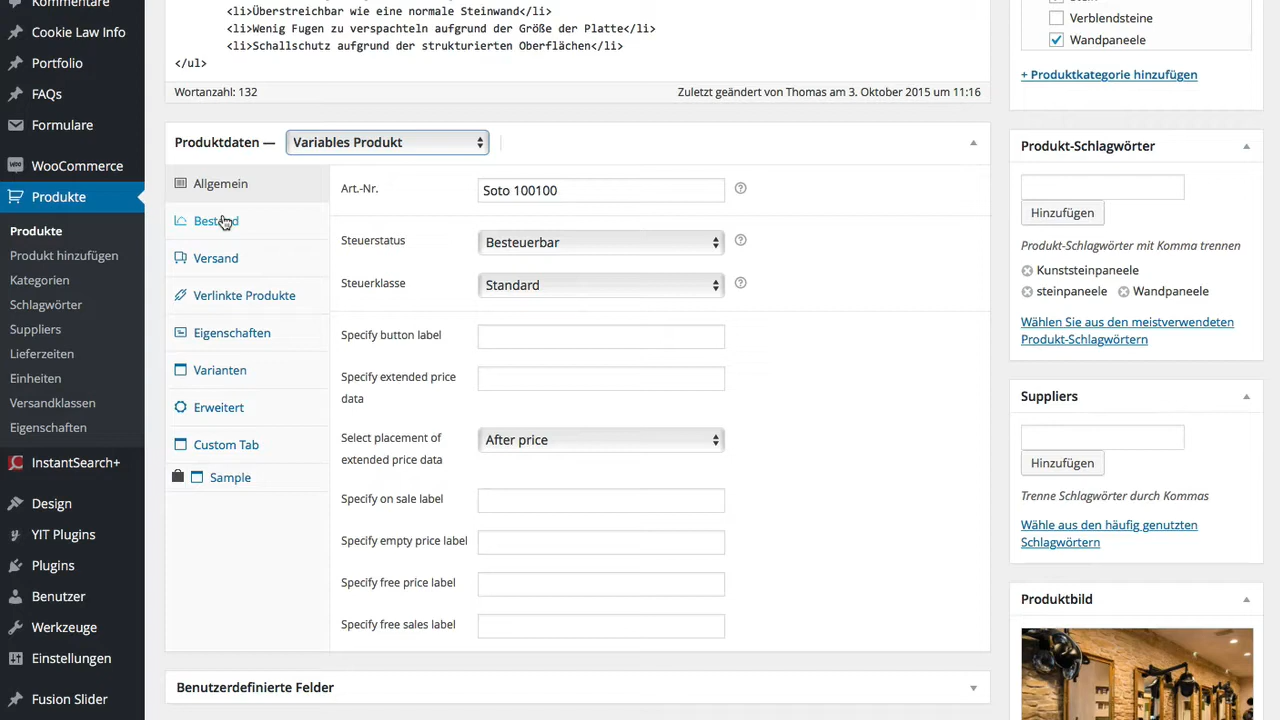 Kommentare
Cookie Law Info
Portfolio
FAQs
Formulare
WooCommerce
Produkte
Produkte
Produkt hinzufügen
Kategorien
Schlagwörter
Suppliers
Lieferzeiten
Einheiten
Versandklassen
Eigenschaften
InstantSearch+
Design
YIT Plugins
Plugins
Benutzer
Werkzeuge
Einstellungen
Fusion Slider
<li>Überstreichbar wie eine normale Steinwand</li>
<li>Wenig Fugen zu verspachteln aufgrund der Größe der Platte</li>
<li>Schallschutz aufgrund der strukturierten Oberflächen</li>
</ul>
Wortanzahl: 132
Zuletzt geändert von Thomas am 3. Oktober 2015 um 11:16
Produktdaten — Variables Produkt
Allgemein
Bestand
Versand
Verlinkte Produkte
Eigenschaften
Varianten
Erweitert
Custom Tab
Sample
Art.-Nr. Soto 100100
Steuerstatus Besteuerbar
Steuerklasse Standard
Specify button label
Specify extended price
data
Select placement of
extended price data
After price
Specify on sale label
Specify empty price label
Specify free price label
Specify free sales label
Benutzerdefinierte Felder
Verblendsteine
Wandpaneele
+ Produktkategorie hinzufügen
Produkt-Schlagwörter
Hinzufügen
Produkt-Schlagwörter mit Komma trennen
Kunststeinpaneele
steinpaneele Wandpaneele
Wählen Sie aus den meistverwendeten
Produkt-Schlagwörtern
Suppliers
Hinzufügen
Trenne Schlagwörter durch Kommas
Wähle aus den häufig genutzten
Schlagwörtern
Produktbild